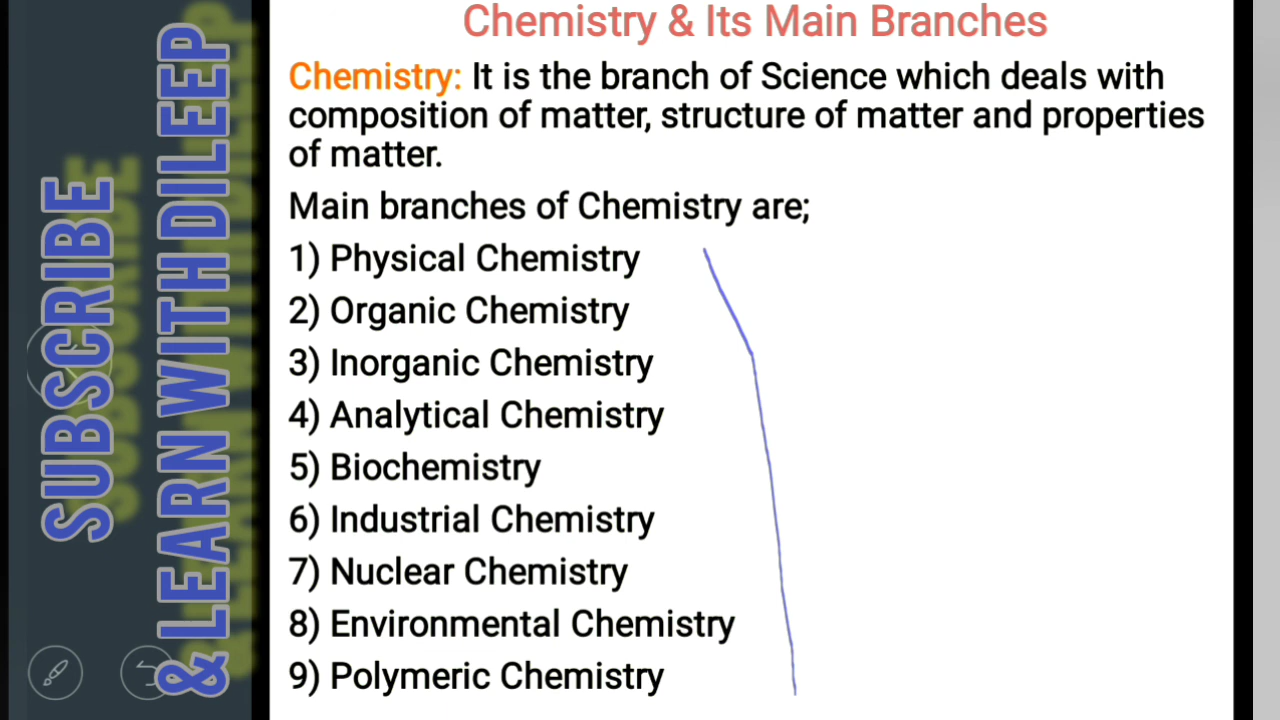 Chemistry & Its Main Branches
Chemistry: It is the branch of Science which deals with
composition of matter, structure of matter and properties
of matter.
Main branches of Chemistry are;
1) Physical Chemistry
2) Organic Chemistry
3) Inorganic Chemistry
4) Analytical Chemistry
5) Biochemistry
6) Industrial Chemistry
7) Nuclear Chemistry
8) Environmental Chemistry
9) Polymeric Chemistry
SUBSCRIBE
& LEARN WITH DILEEP